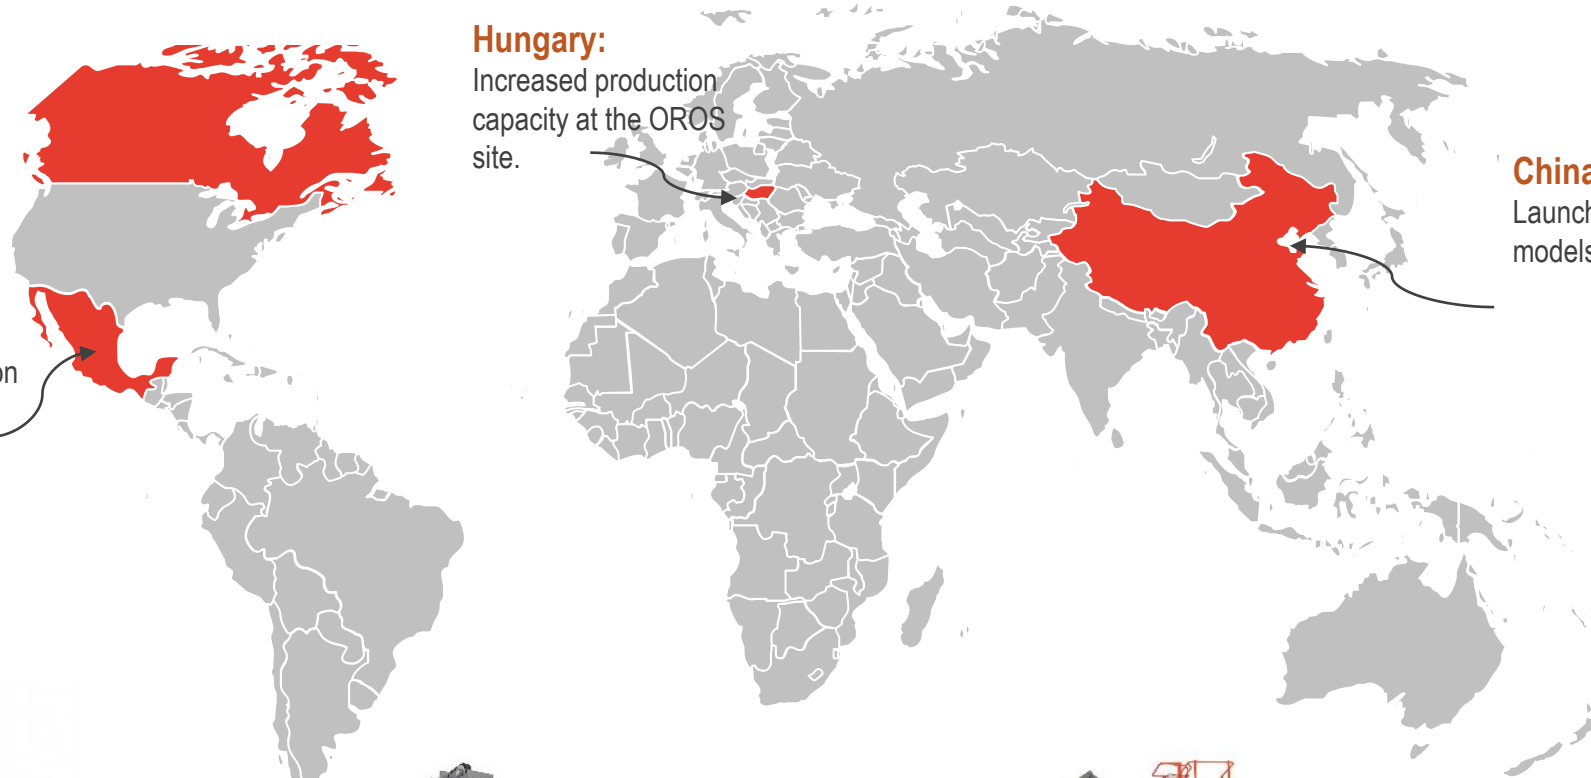 Hungary:
Increased production
capacity at the OROS
site.
China
Launch
models
on